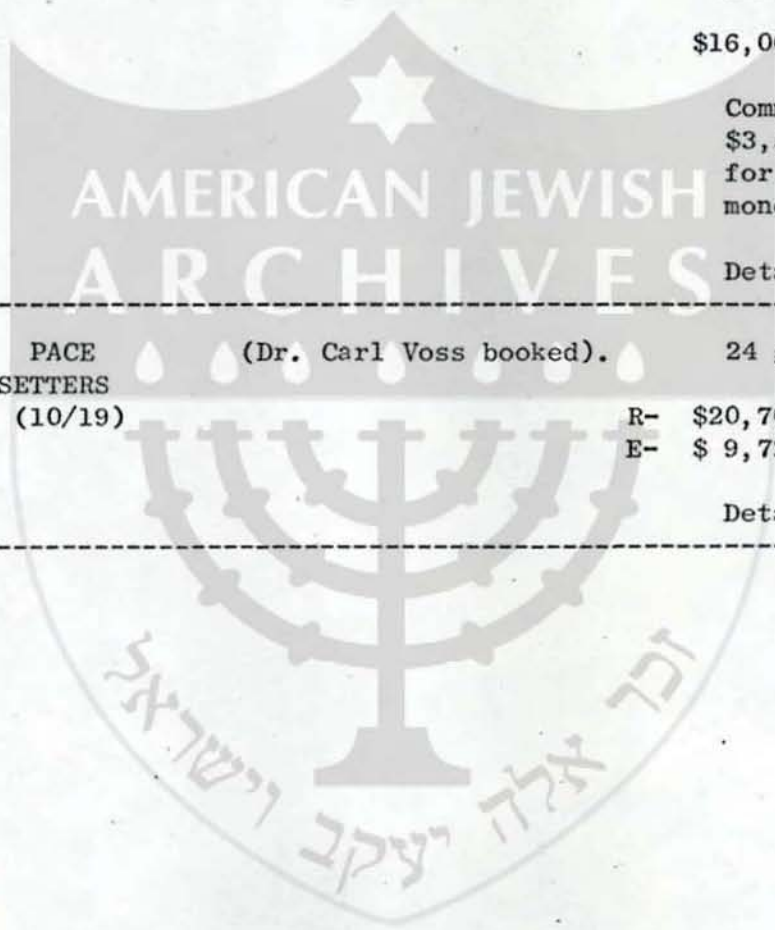 $16,0
Com
$3,
for
mon
AMERICAN JEWISH
ARCHIVES
Det
PACE (Dr. Carl Voss booked). 24
SETTERS
(10/19) R- $20,7
E- $ 9,7
Det
זכר אלה יעקב וישראל